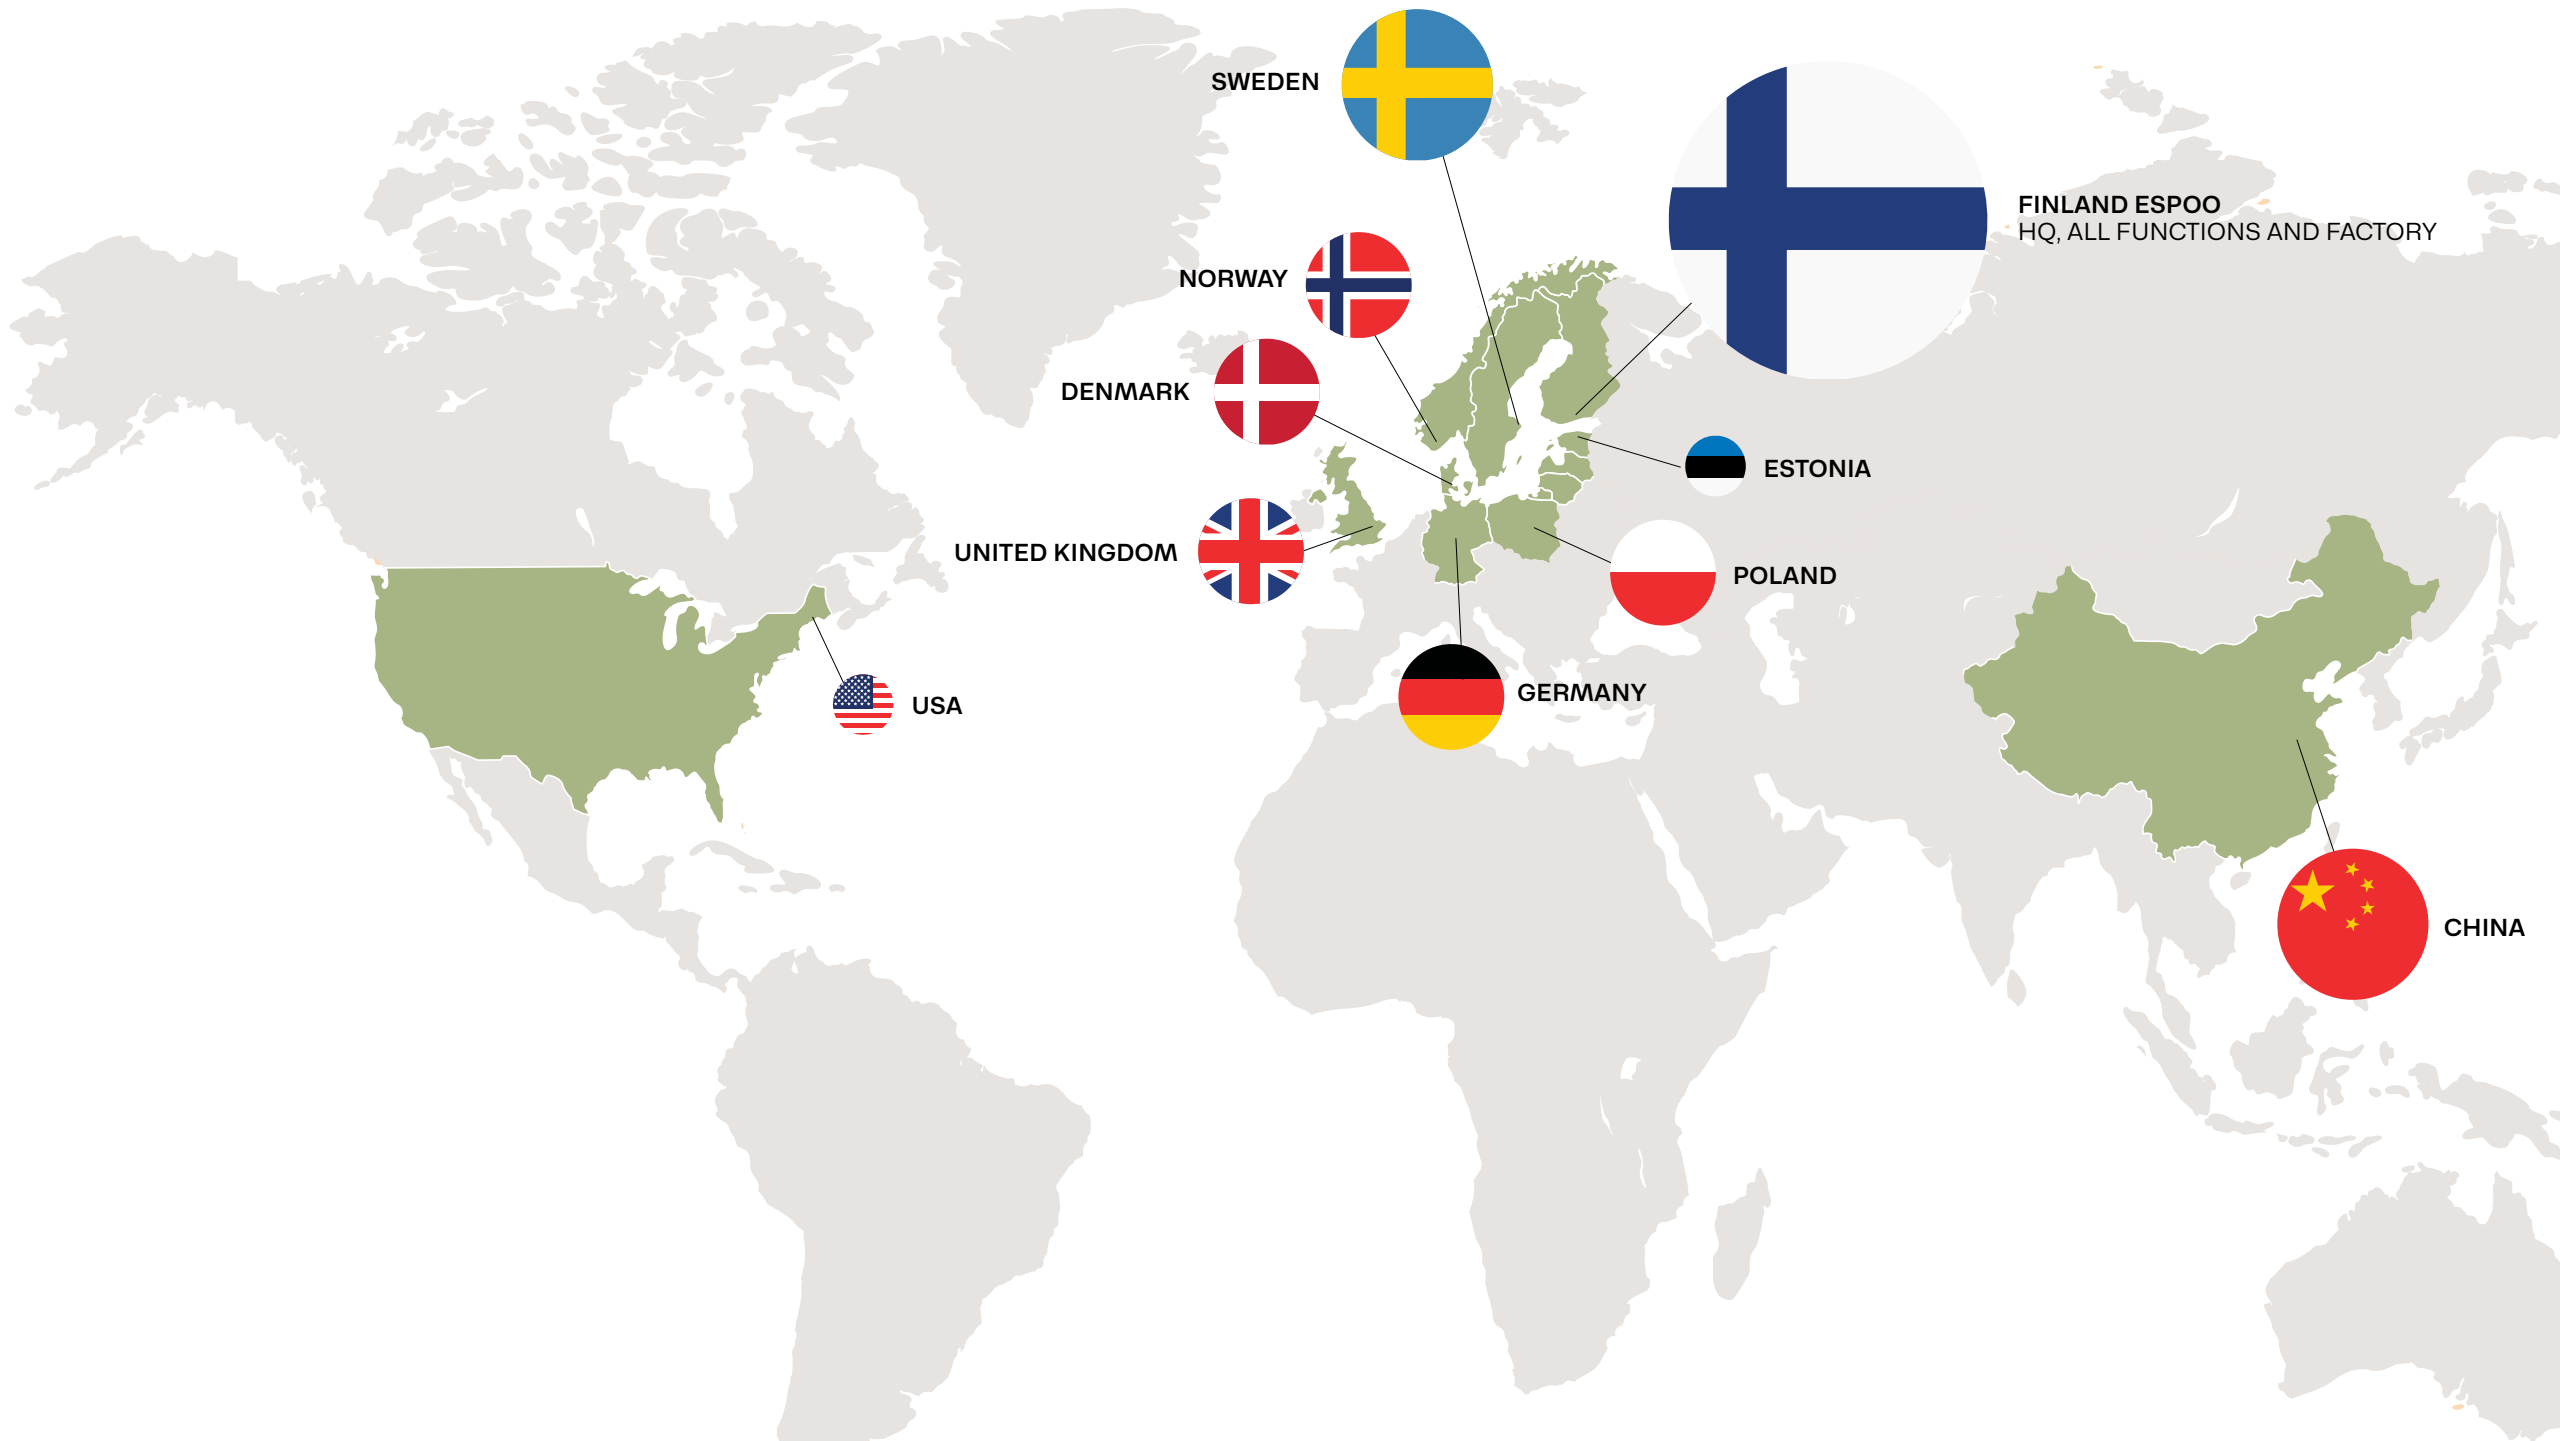 SWEDEN
FINLAND ESPOO
HQ, ALL FUNCTIONS AND FACTORY
NORWAY
DENMARK
ESTONIA
UNITED KINGDOM
POLAND
GERMANY
USA
CHINA